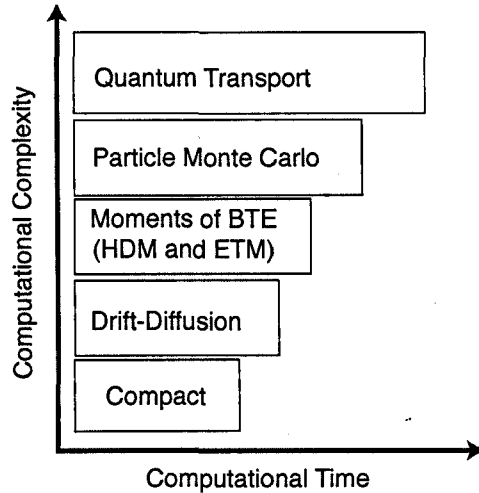 Computational Complexity
Quantum Transport
Particle Monte Carlo
Moments of BTE
(HDM and ETM)
Drift-Diffusion
Compact
Computational Time